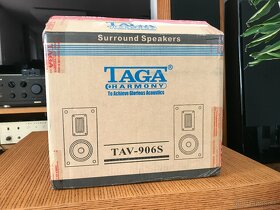 Surround Speakers
TAGA®
HARMONY
To Achieve Glorious Acoustics
TAV-906S